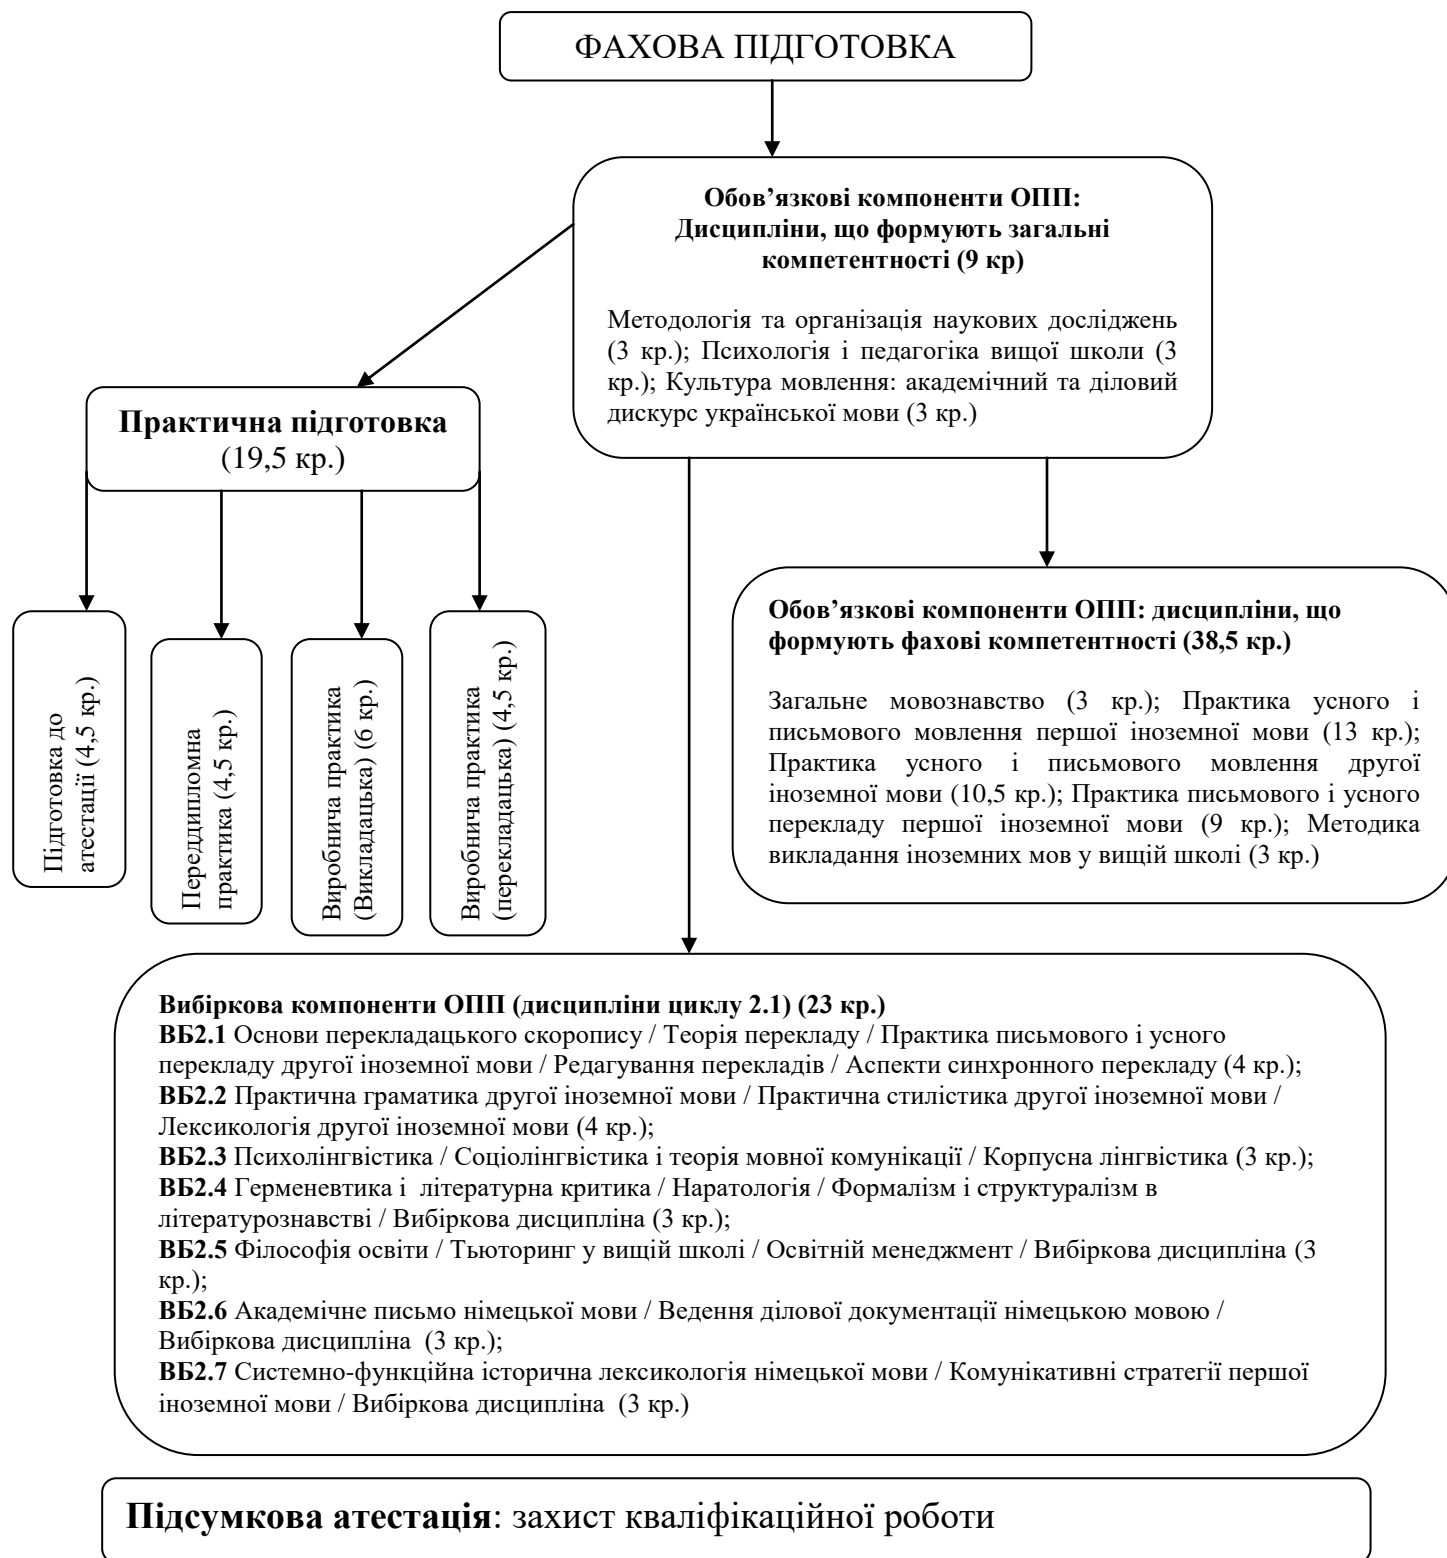 ФАХОВА ПІДГОТОВКА
Обов’язкові компоненти ОПП:
Дисципліни, що формують загальні
компетентності (9 кр)
Методологія та організація наукових досліджень
(3 кр.); Психологія і педагогіка вищої школи (3
кр.); Культура мовлення: академічний та діловий
дискурс української мови (3 кр.)
Практична підготовка
(19,5 кр.)
Підготовка до
атестації (4,5 кр.)
Переддипломна
практика (4,5 кр.)
Виробнича практика
(Викладацька) (6 кр.)
Виробнича практика
(перекладацька) (4,5 кр.)
Обов’язкові компоненти ОПП: дисципліни, що
формують фахові компетентності (38,5 кр.)
Загальне мовознавство (3 кр.); Практика усного і
письмового мовлення першої іноземної мови (13 кр.);
Практика усного і письмового мовлення другої
іноземної мови (10,5 кр.); Практика письмового і усного
перекладу першої іноземної мови (9 кр.); Методика
викладання іноземних мов у вищій школі (3 кр.)
Вибіркова компоненти ОПП (дисципліни циклу 2.1) (23 кр.)
ВБ2.1 Основи перекладацького скоропису / Теорія перекладу / Практика письмового і усного
перекладу другої іноземної мови / Редагування перекладів / Аспекти синхронного перекладу (4 кр.);
ВБ2.2 Практична граматика другої іноземної мови / Практична стилістика другої іноземної мови /
Лексикологія другої іноземної мови (4 кр.);
ВБ2.3 Психолінгвістика / Соціолінгвістика і теорія мовної комунікації / Корпусна лінгвістика (3 кр.);
ВБ2.4 Герменевтика і літературна критика / Наратологія / Формалізм і структуралізм в
літературознавстві / Вибіркова дисципліна (3 кр.);
ВБ2.5 Філософія освіти / Тьюторинг у вищій школі / Освітній менеджмент / Вибіркова дисципліна (3
кр.);
ВБ2.6 Академічне письмо німецької мови / Ведення ділової документації німецькою мовою /
Вибіркова дисципліна (3 кр.);
ВБ2.7 Системно-функційна історична лексикологія німецької мови / Комунікативні стратегії першої
іноземної мови / Вибіркова дисципліна (3 кр.)
Підсумкова атестація: захист кваліфікаційної роботи